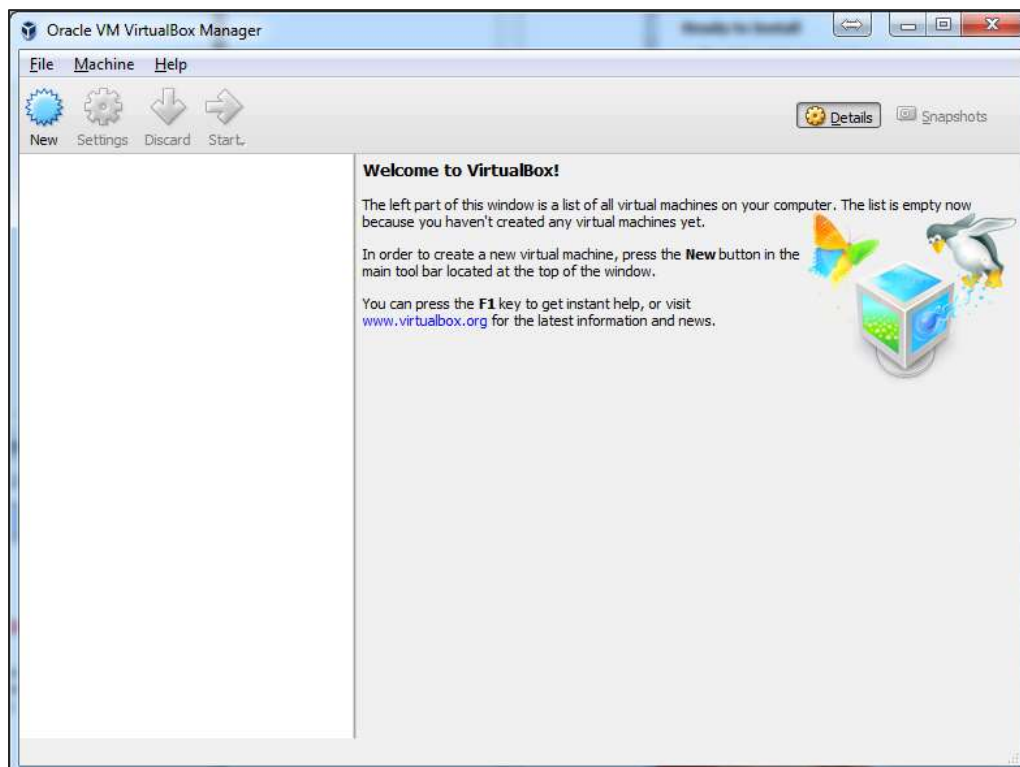 Oracle VM VirtualBox Manager
Ready to Install
File Machine Help
New Settings Discard Start
Details Snapshots
Welcome to VirtualBox!
The left part of this window is a list of all virtual machines on your computer. The list is empty now
because you haven't created any virtual machines yet.
In order to create a new virtual machine, press the New button in the
main tool bar located at the top of the window.
You can press the F1 key to get instant help, or visit
www.virtualbox.org for the latest information and news.